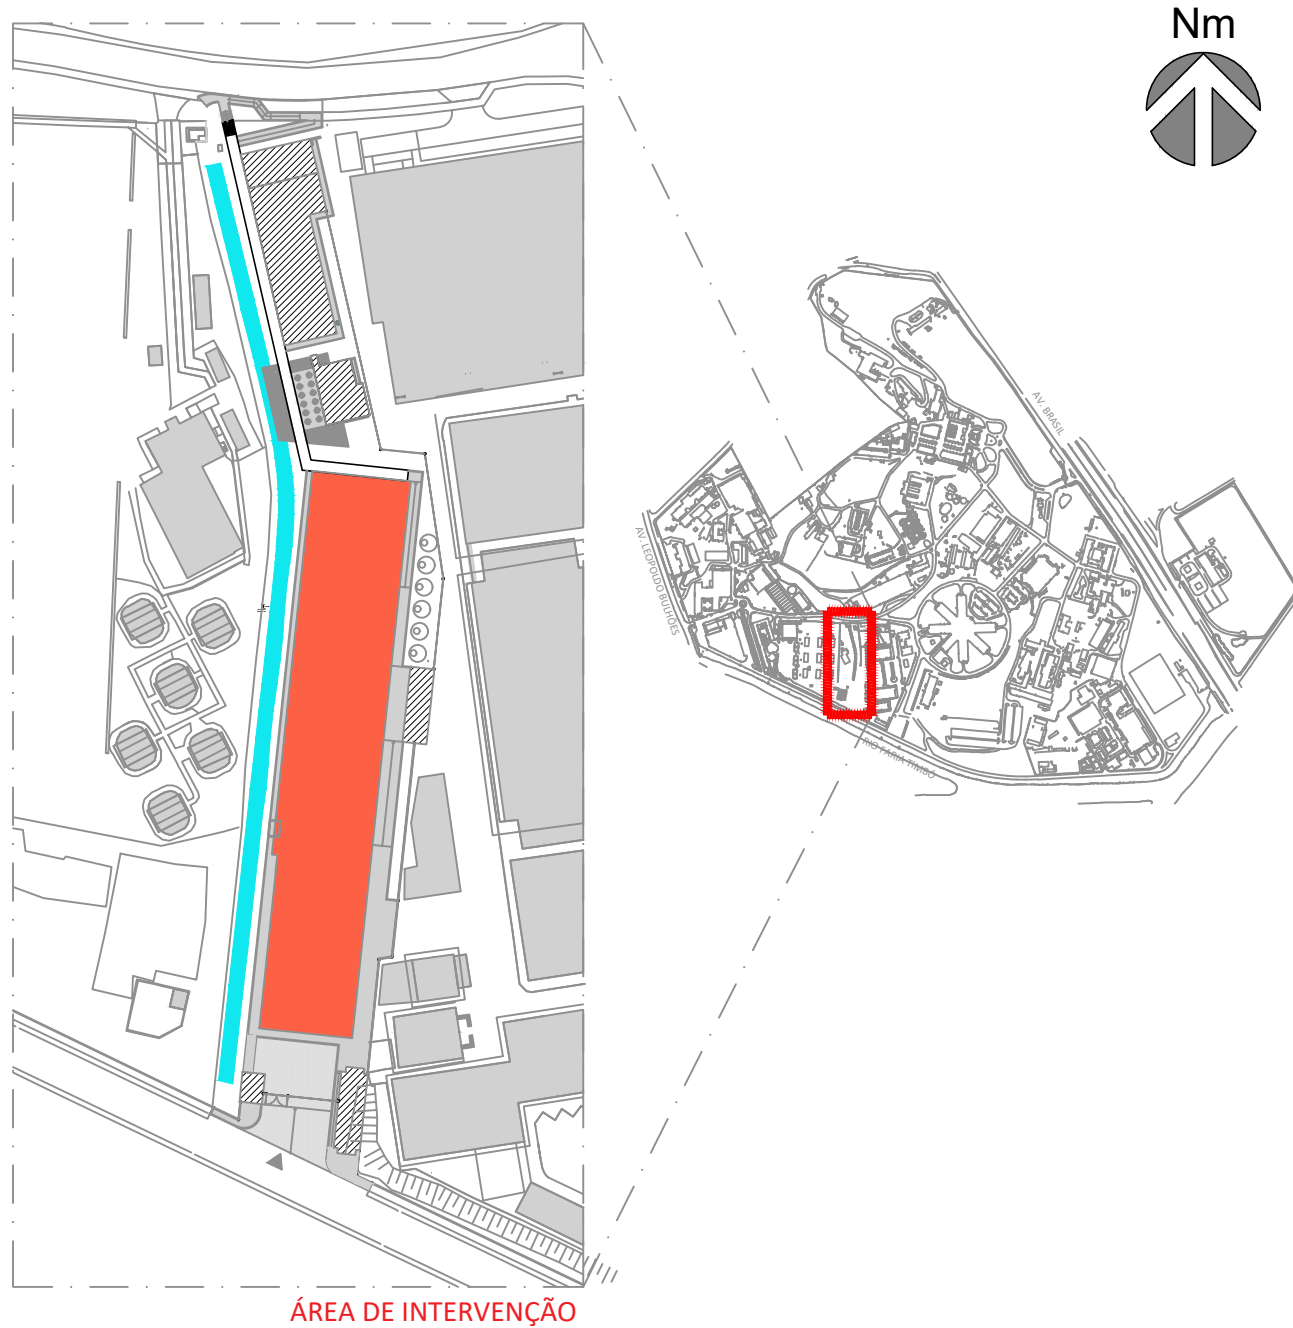 Nm
AV. BRASIL
AV. LEOPOLDO BULHÕES
RIO FARIA TIMBÓ
ÁREA DE INTERVENÇÃO